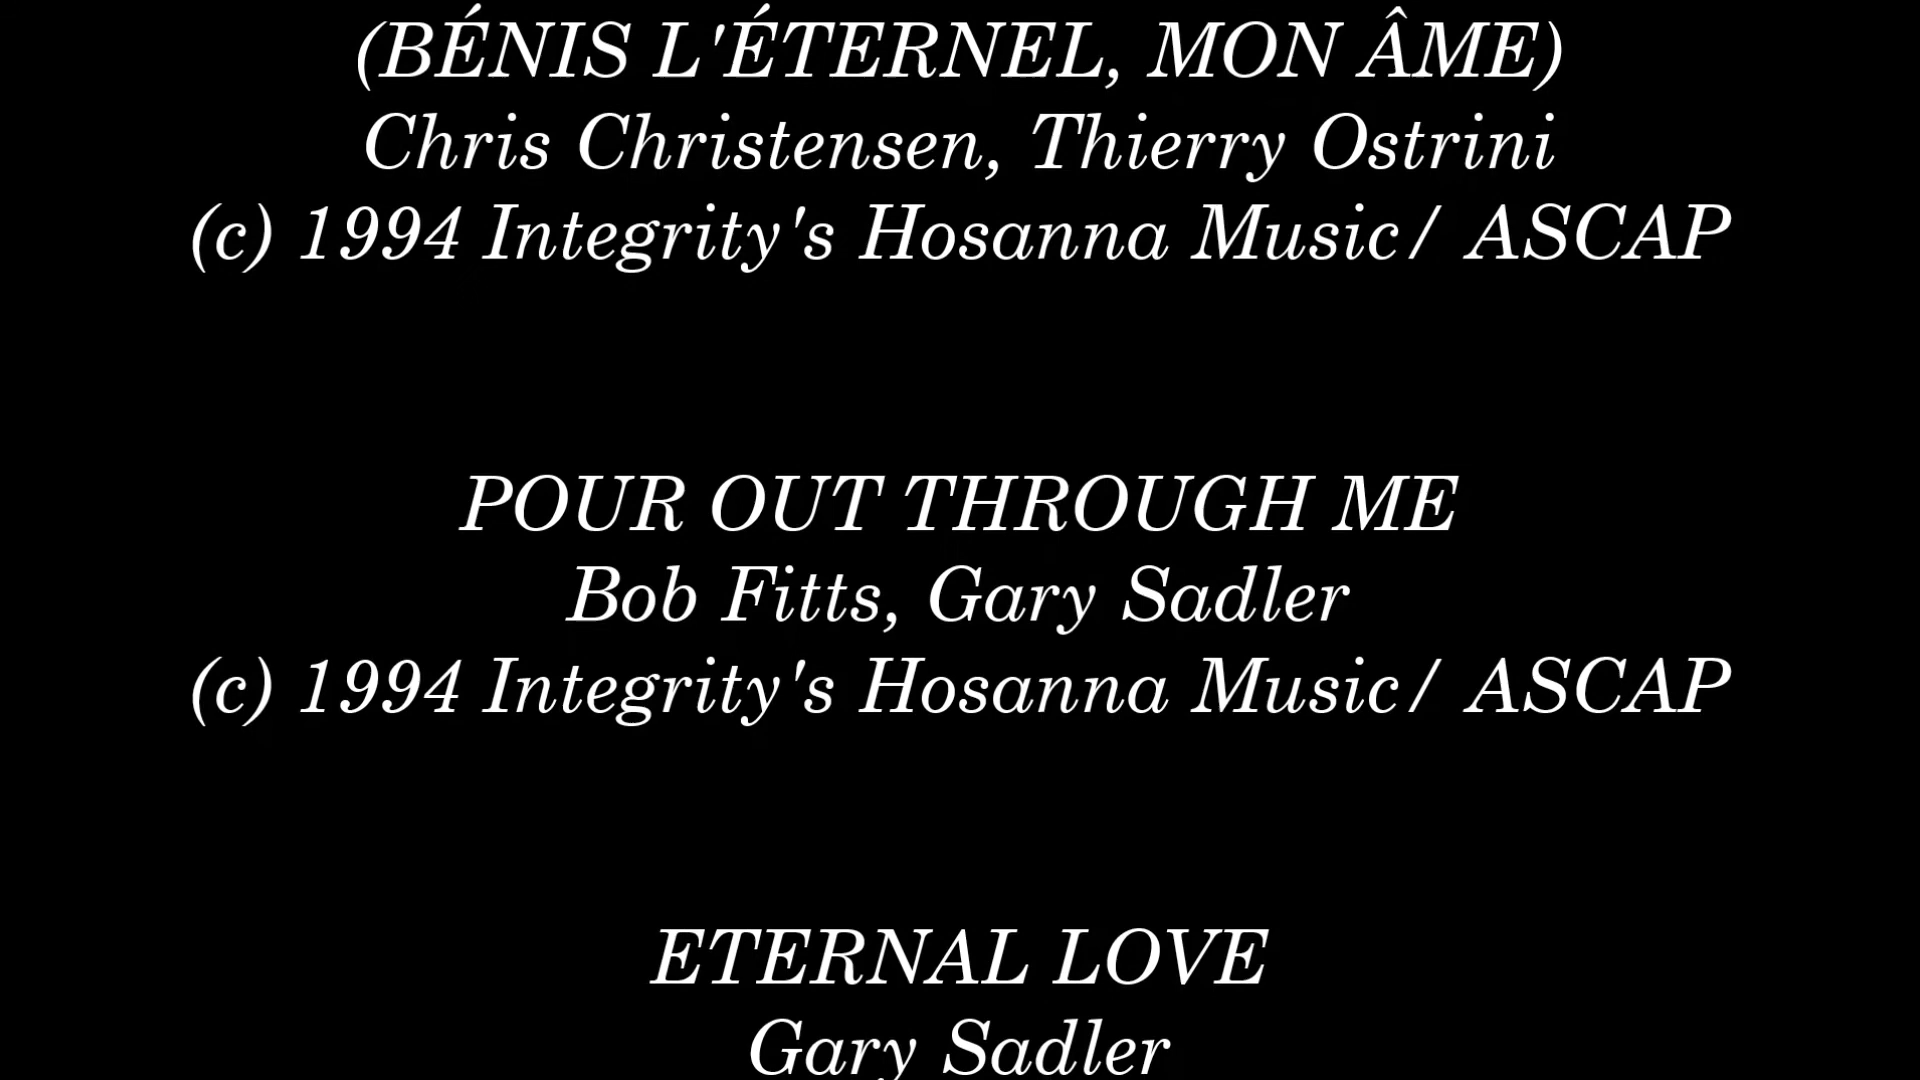 (BÉNIS L'ÉTERNEL, MON ÂME)
Chris Christensen, Thierry Ostrini
(c) 1994 Integrity's Hosanna Music/ ASCAP
POUR OUT THROUGH ME
Bob Fitts, Gary Sadler
(c) 1994 Integrity's Hosanna Music/ ASCAP
ETERNAL LOVE
Gary Sadler